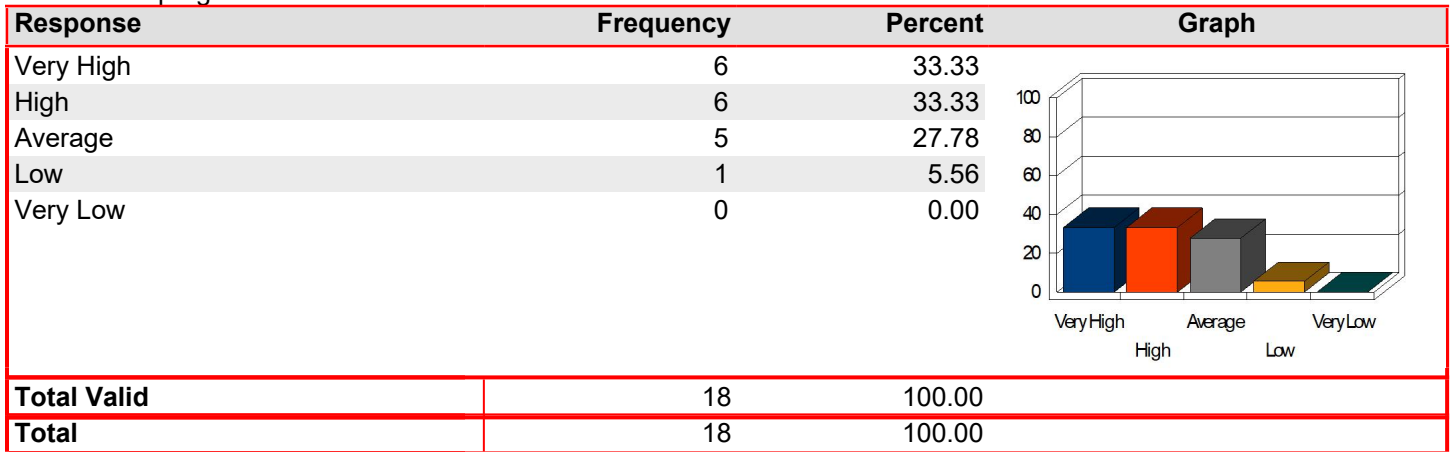 Response Frequency Percent Graph
Very High 6 33.33
High 6 33.33
Average 5 27.78
Low 1 5.56
Very Low 0 0.00
100
80
60
40
20
0
Very High Average Very Low
High Low
Total Valid 18 100.00
Total 18 100.00